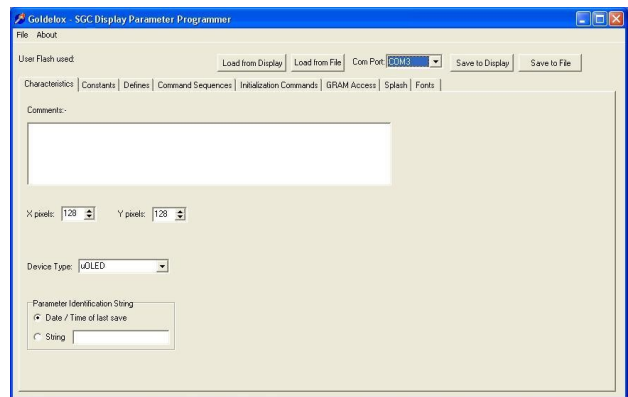 Goldelox - SGC Display Parameter Programmer
File About
User Flash used: Load from Display Load from File Com Port: COM3 Save to Display Save to File
Characteristics Constants Defines Command Sequences Initialization Commands GRAM Access Splash Fonts
Comments:-
X pixels: 128 Y pixels: 128
Device Type: uOLED
Parameter Identification String
Date / Time of last save
String